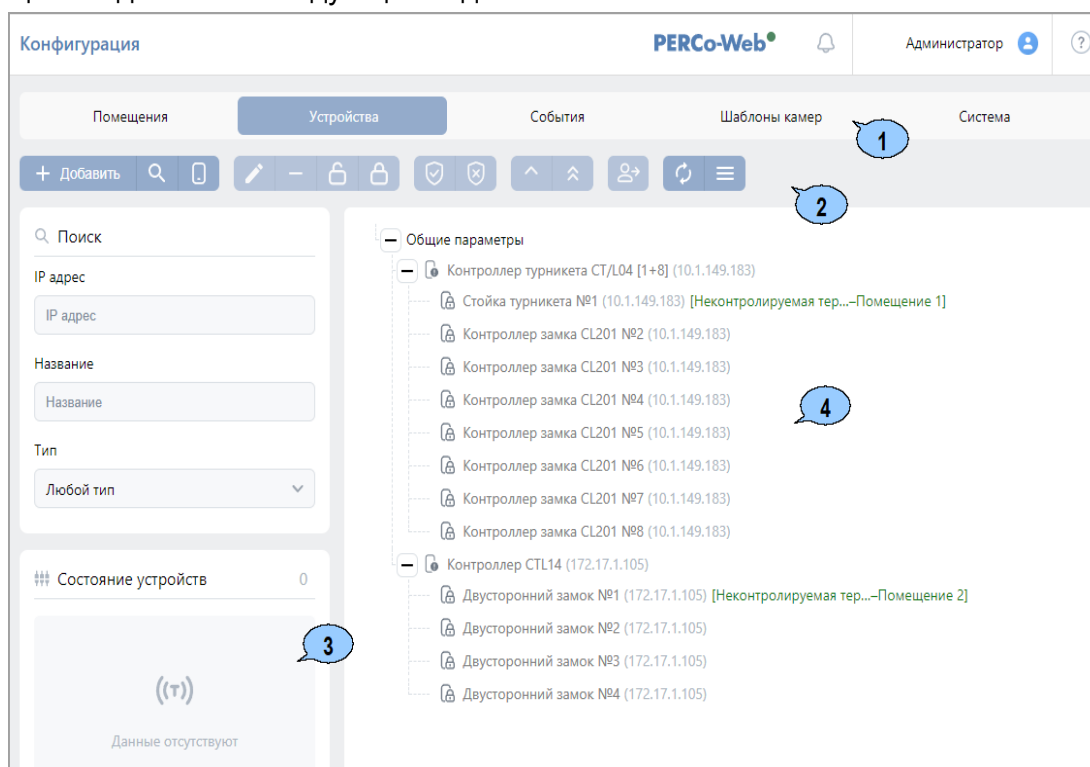 Конфигурация
PERCo-Web
Администратор
?
Помещения
Устройства
События
Шаблоны камер
Система
1
+ Добавить
2
Поиск
IP адрес
IP адрес
Название
Название
Тип
Любой тип
Состояние устройств 0
3
((т))
Данные отсутствуют
Общие параметры
Контроллер турникета CT/L04 [1+8] (10.1.149.183)
Стойка турникета №1 (10.1.149.183) [Неконтролируемая тер...–Помещение 1]
Контроллер замка CL201 №2 (10.1.149.183)
Контроллер замка CL201 №3 (10.1.149.183)
Контроллер замка CL201 №4 (10.1.149.183)
4
Контроллер замка CL201 №5 (10.1.149.183)
Контроллер замка CL201 №6 (10.1.149.183)
Контроллер замка CL201 №7 (10.1.149.183)
Контроллер замка CL201 №8 (10.1.149.183)
Контроллер CTL14 (172.17.1.105)
Двусторонний замок №1 (172.17.1.105) [Неконтролируемая тер...–Помещение 2]
Двусторонний замок №2 (172.17.1.105)
Двусторонний замок №3 (172.17.1.105)
Двусторонний замок №4 (172.17.1.105)